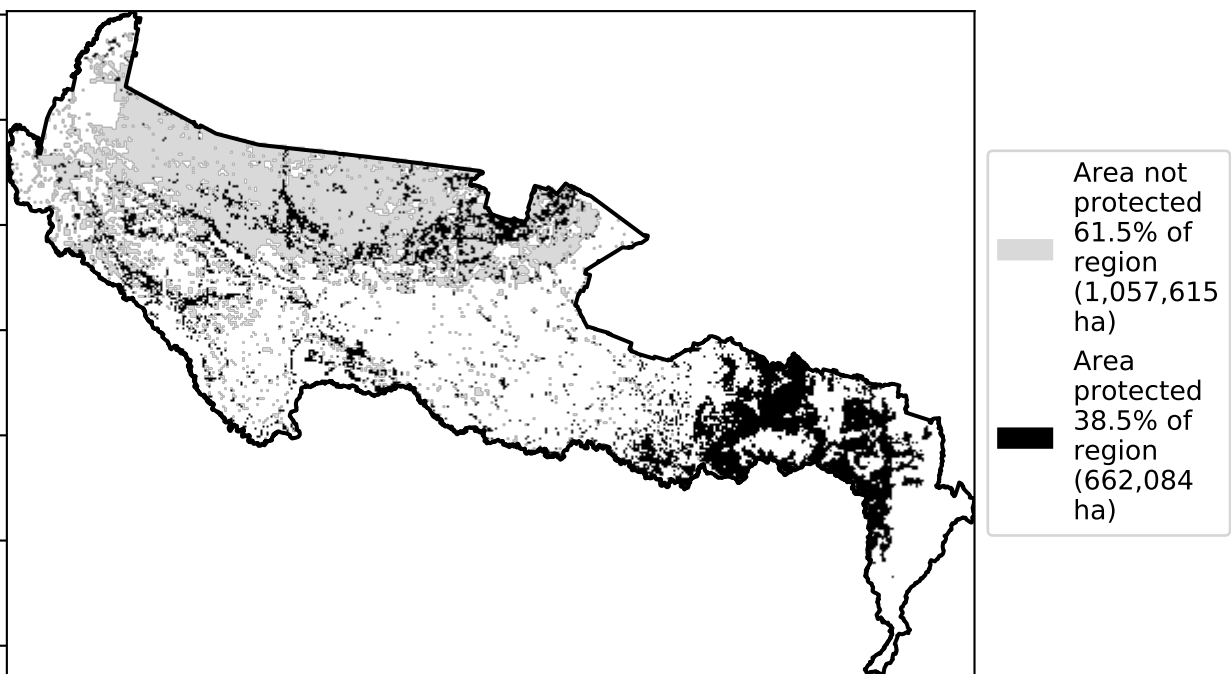 Area not
protected
61.5% of
region
(1,057,615
ha)
Area
protected
38.5% of
region
(662,084
ha)